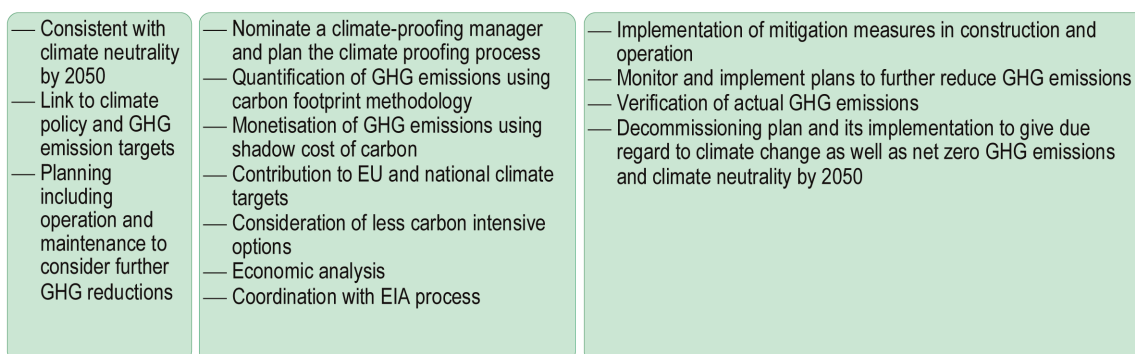 — Consistent with
climate neutrality
by 2050
— Link to climate
policy and GHG
emission targets
— Planning
including
operation and
maintenance to
consider further
GHG reductions
— Nominate a climate-proofing manager
and plan the climate proofing process
— Quantification of GHG emissions using
carbon footprint methodology
— Monetisation of GHG emissions using
shadow cost of carbon
— Contribution to EU and national climate
targets
— Consideration of less carbon intensive
options
— Economic analysis
— Coordination with EIA process
— Implementation of mitigation measures in construction and
operation
— Monitor and implement plans to further reduce GHG emissions
— Verification of actual GHG emissions
— Decommissioning plan and its implementation to give due
regard to climate change as well as net zero GHG emissions
and climate neutrality by 2050